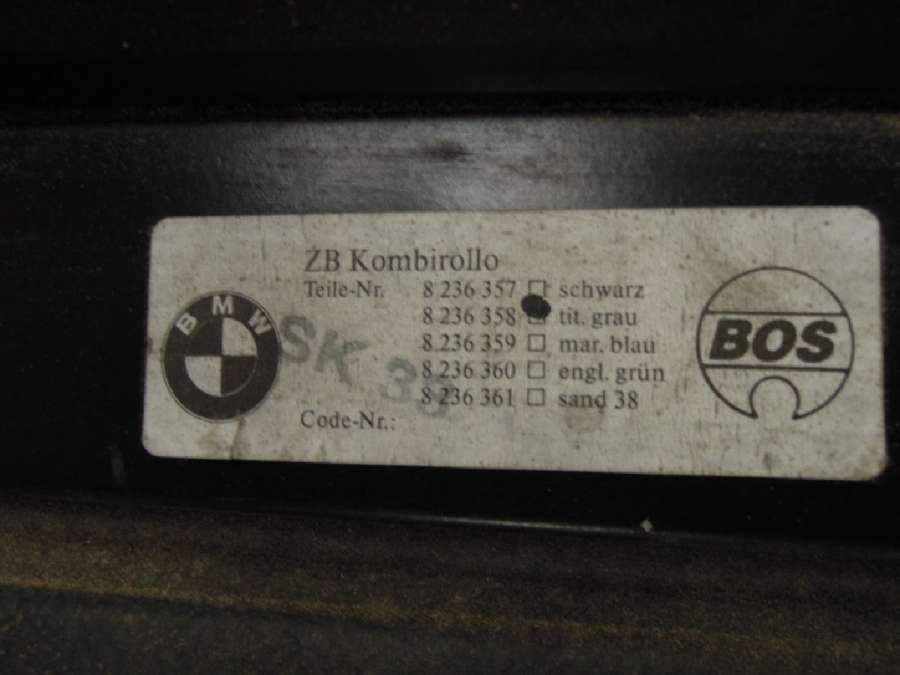 ZB Kombirollo
Teile-Nr. 8 236 357 schwarz
8 236 358 tit. grau
8 236 359 mar. blau
8 236 360 engl. grün
8 236 361 sand 38
Code-Nr.:
BMW
SK 38
BOS